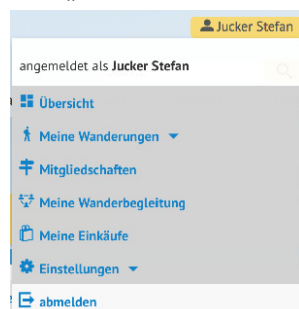 Jucker Stefan
angemeldet als Jucker Stefan
Übersicht
Meine Wanderungen
Mitgliedschaften
Meine Wanderbegleitung
Meine Einkäufe
Einstellungen
abmelden